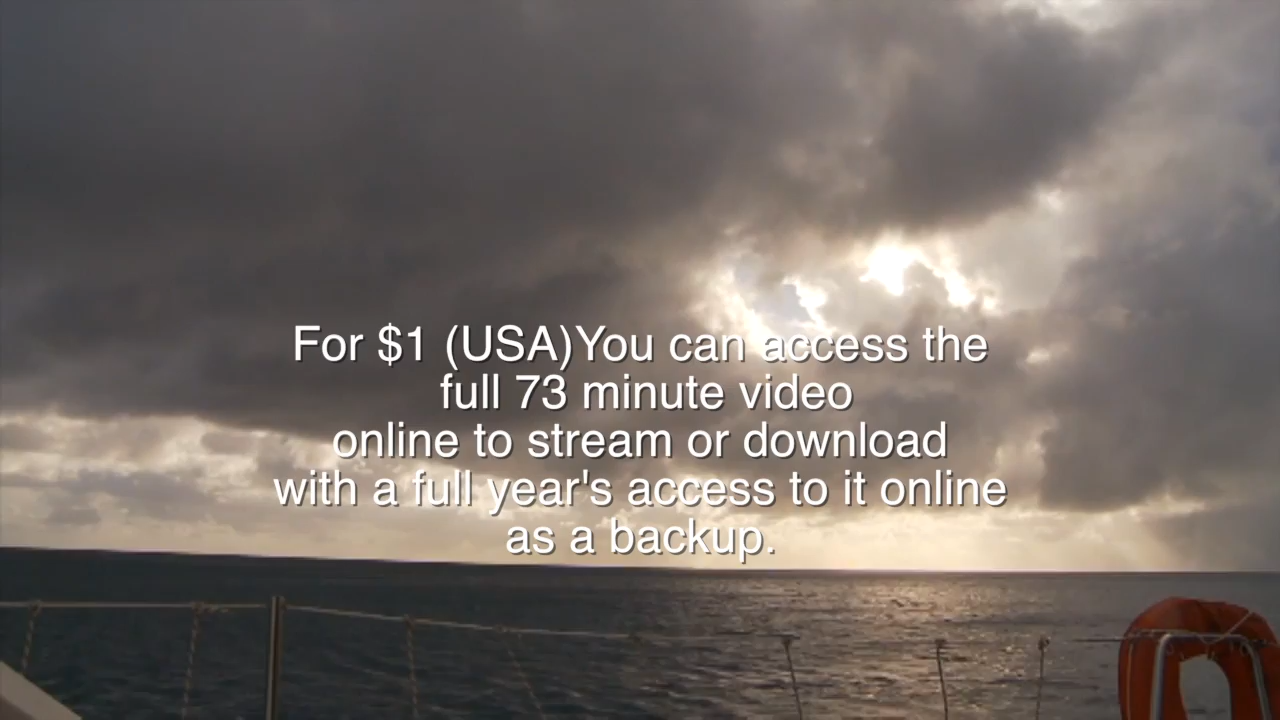 For $1 (USA)You can access the
full 73 minute video
online to stream or download
with a full year's access to it online
as a backup.